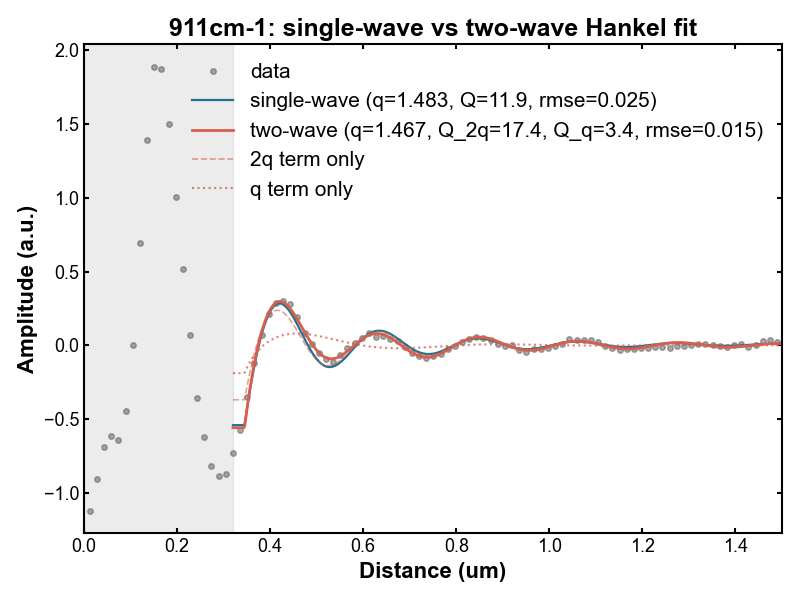 911cm-1: single-wave vs two-wave Hankel fit
data
single-wave (q=1.483, Q=11.9, rmse=0.025)
two-wave (q=1.467, Q_2q=17.4, Q_q=3.4, rmse=0.015)
2q term only
q term only
Amplitude (a.u.)
2.0
1.5
1.0
0.5
0.0
−0.5
−1.0
0.0 0.2 0.4 0.6 0.8 1.0 1.2 1.4
Distance (um)